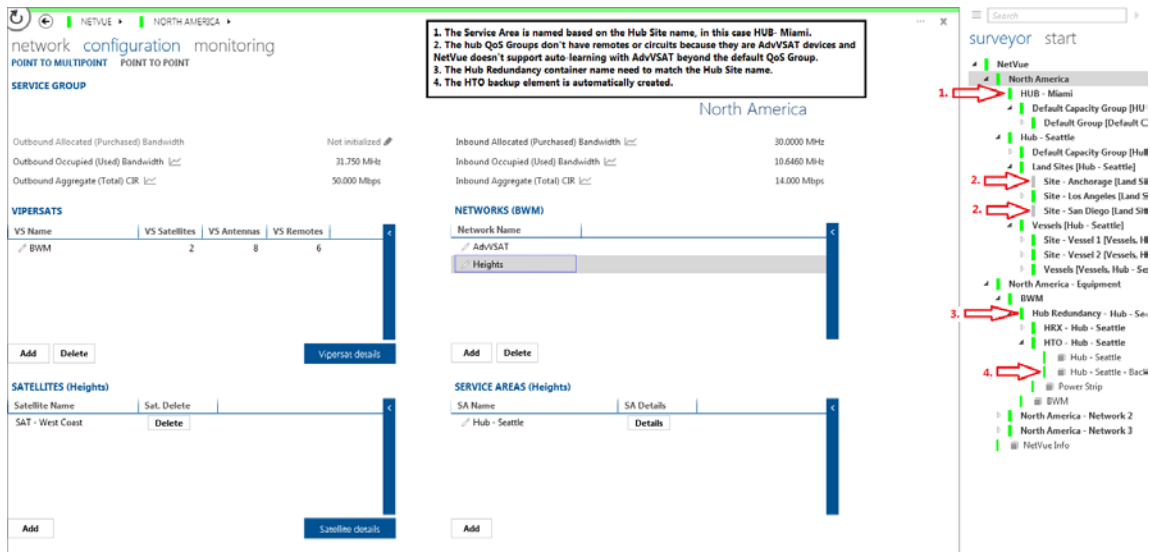 NETVUE NORTH AMERICA
network configuration monitoring
POINT TO MULTIPOINT POINT TO POINT
SERVICE GROUP
1. The Service Area is named based on the Hub Site name, in this case HUB- Miami.
2. The hub QoS Groups don't have remotes or circuits because they are AdvVSAT devices and
NetVue doesn't support auto-learning with AdvVSAT beyond the default QoS Group.
3. The Hub Redundancy container name need to match the Hub Site name.
4. The HTO backup element is automatically created.
North America
Outbound Allocated (Purchased) Bandwidth Not initialized
Outbound Occupied (Used) Bandwidth 31.750 MHz
Outbound Aggregate (Total) CIR 50.000 Mbps
Inbound Allocated (Purchased) Bandwidth 30.0000 MHz
Inbound Occupied (Used) Bandwidth 10.6460 MHz
Inbound Aggregate (Total) CIR 14.000 Mbps
VIPERSATS
VS Name VS Satellites VS Antennas VS Remotes
BWM 2 8 6
Add Delete Vipersat details
NETWORKS (BWM)
Network Name
AdvVSAT
Heights
Add Delete
SATELLITES (Heights)
Satellite Name Sat. Delete
SAT - West Coast Delete
Add Satellite details
SERVICE AREAS (Heights)
SA Name SA Details
Hub - Seattle Details
Add
... x
Search
surveyor start
NetVue
North America
1. HUB - Miami
Default Capacity Group [HU
Default Group [Default C
Hub - Seattle
Default Capacity Group [Hul
Land Sites [Hub - Seattle]
2. Site - Anchorage [Land Si
Site - Los Angeles [Land S
2. Site - San Diego [Land Sit
Vessels [Hub - Seattle]
Site - Vessel 1 [Vessels, H
Site - Vessel 2 [Vessels, H
Vessels [Vessels, Hub - Se
North America - Equipment
BWM
3. Hub Redundancy - Hub - Se
HRX - Hub - Seattle
HTO - Hub - Seattle
Hub - Seattle
4. Hub - Seattle - Back
Power Strip
BWM
North America - Network 2
North America - Network 3
NetVue Info